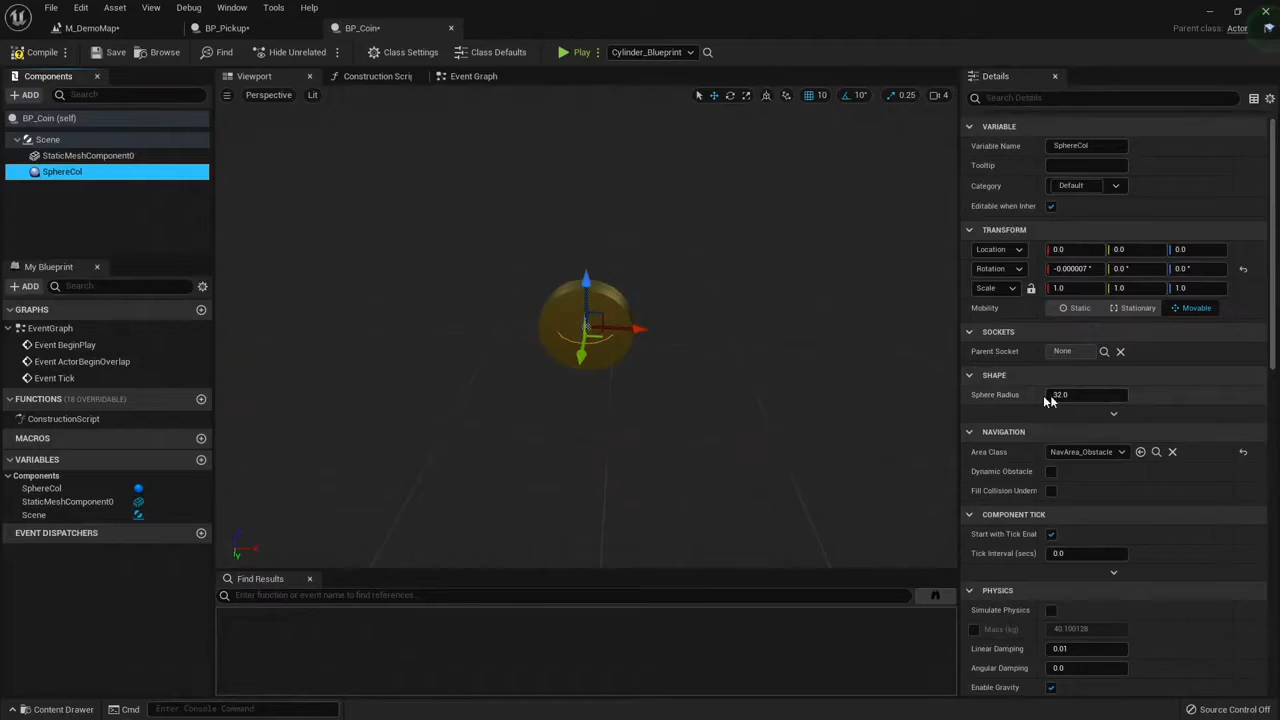 File Edit Asset View Debug Window Tools Help
M_DemoMap• BP_Pickup• BP_Coin• Parent class: Actor
Compile Save Browse Find Hide Unrelated Class Settings Class Defaults Play Cylinder_Blueprint
Components
ADD Search
BP_Coin (self)
Scene
StaticMeshComponent0
SphereCol
My Blueprint
ADD Search
GRAPHS
EventGraph
Event BeginPlay
Event ActorBeginOverlap
Event Tick
FUNCTIONS (18 OVERRIDABLE)
ConstructionScript
MACROS
VARIABLES
Components
SphereCol
StaticMeshComponent0
Scene
EVENT DISPATCHERS
Viewport Construction Scrip Event Graph
Perspective Lit 10 10° 0.25 4
Find Results
Enter function or event name to find references...
Details
Search Details
VARIABLE
Variable Name SphereCol
Tooltip
Category Default
Editable when Inher
TRANSFORM
Location 0.0 0.0 0.0
Rotation -0.000007 ° 0.0 ° 0.0 °
Scale 1.0 1.0 1.0
Mobility Static Stationary Movable
SOCKETS
Parent Socket None
SHAPE
Sphere Radius 32.0
NAVIGATION
Area Class NavArea_Obstacle
Dynamic Obstacle
Fill Collision Undern
COMPONENT TICK
Start with Tick Enal
Tick Interval (secs) 0.0
PHYSICS
Simulate Physics
Mass (kg) 40.100128
Linear Damping 0.01
Angular Damping 0.0
Enable Gravity
Content Drawer Cmd Enter Console Command Source Control Off